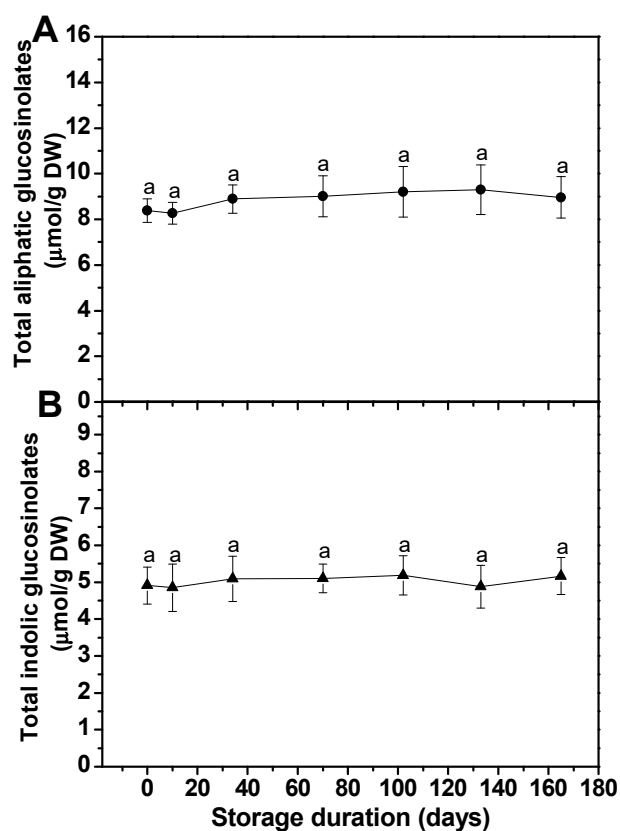 A
Total aliphatic glucosinolates
(μmol/g DW)
16
14
12
10
8
6
4
2
0
a a a a a a a
B
Total indolic glucosinolates
(μmol/g DW)
9
8
7
6
5
4
3
2
1
0
a a a a a a a
0 20 40 60 80 100 120 140 160 180
Storage duration (days)